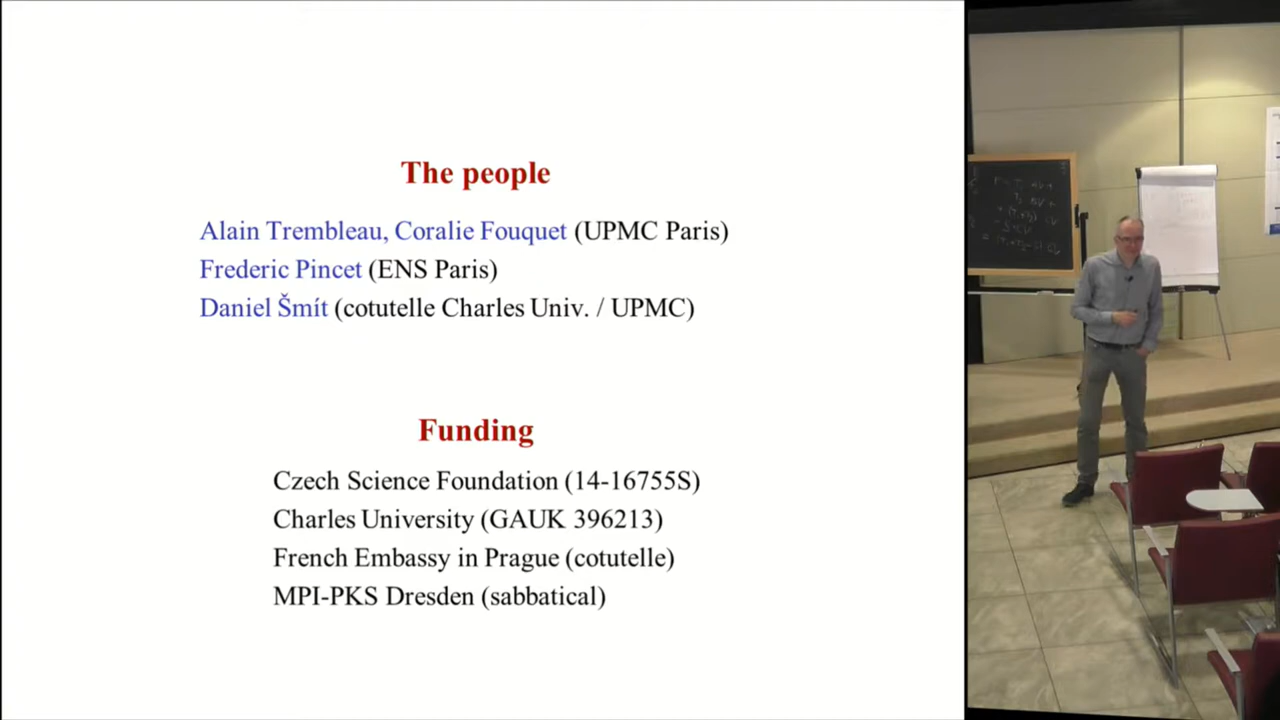 The people
Alain Trembleau, Coralie Fouquet (UPMC Paris)
Frederic Pincet (ENS Paris)
Daniel Šmít (cotutelle Charles Univ. / UPMC)
Funding
Czech Science Foundation (14-16755S)
Charles University (GAUK 396213)
French Embassy in Prague (cotutelle)
MPI-PKS Dresden (sabbatical)